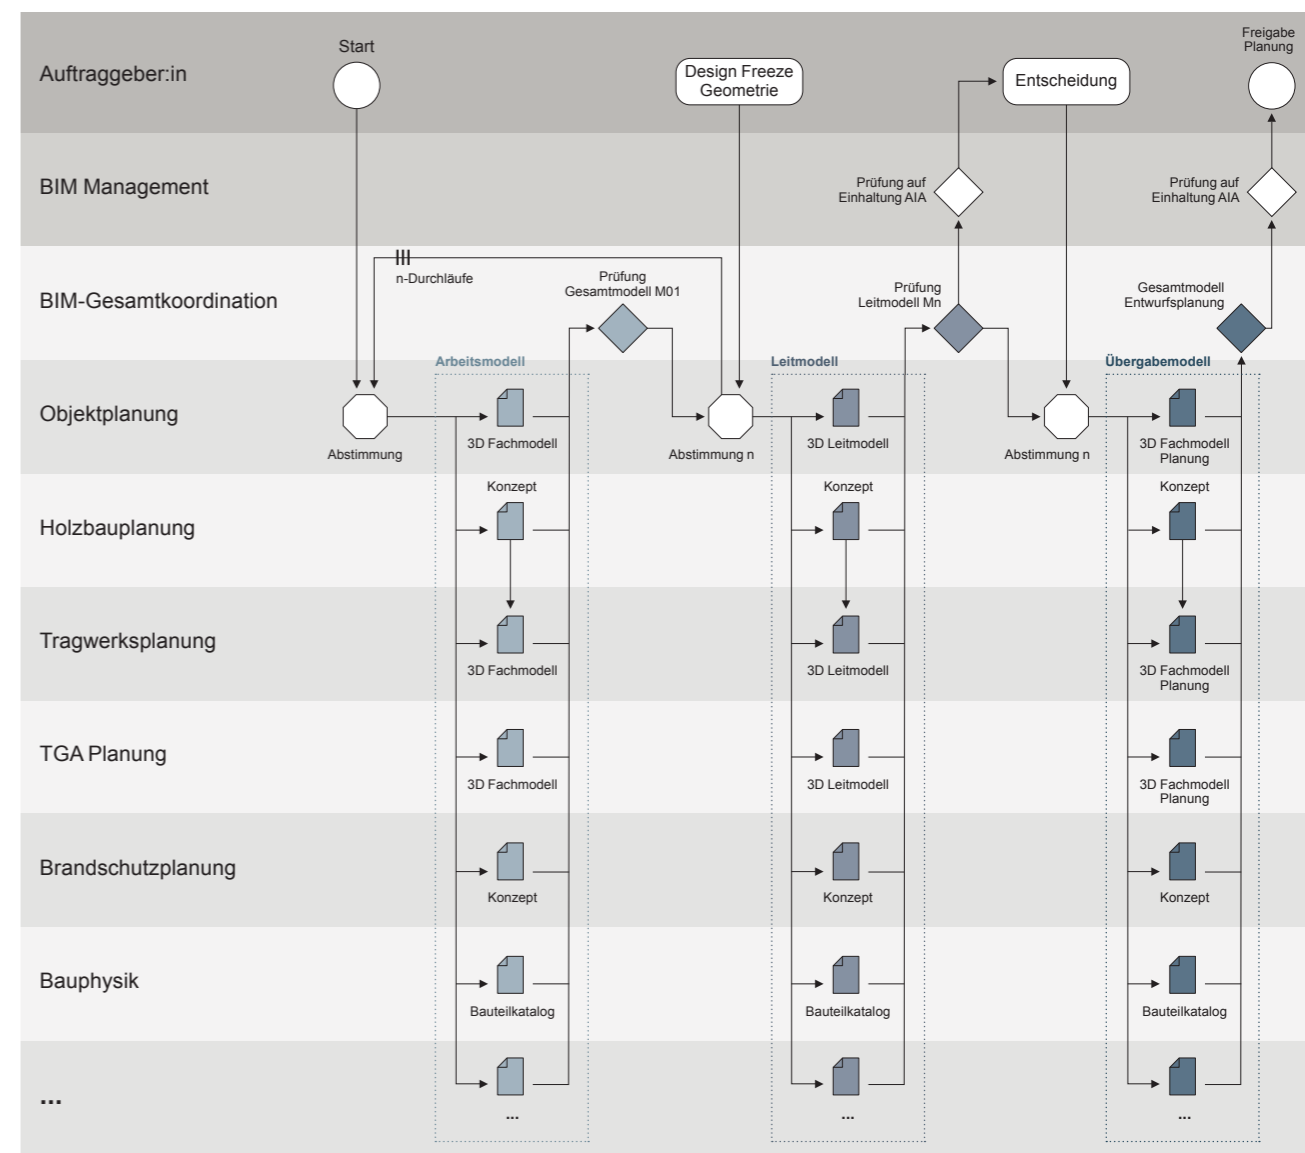 Start
Freigabe
Planung
Auftraggeber:in
Design Freeze
Geometrie
Entscheidung
BIM Management
Prüfung auf
Einhaltung AIA
Prüfung auf
Einhaltung AIA
BIM-Gesamtkoordination
n-Durchläufe
Prüfung
Gesamtmodell M01
Prüfung
Leitmodell Mn
Gesamtmodell
Entwurfsplanung
Arbeitsmodell
Leitmodell
Übergabemodell
Objektplanung
Abstimmung
3D Fachmodell
Abstimmung n
3D Leitmodell
Abstimmung n
3D Fachmodell
Planung
Holzbauplanung
Konzept
Konzept
Konzept
Tragwerksplanung
3D Fachmodell
3D Leitmodell
3D Fachmodell
Planung
TGA Planung
3D Fachmodell
3D Leitmodell
3D Fachmodell
Planung
Brandschutzplanung
Konzept
Konzept
Konzept
Bauphysik
Bauteilkatalog
Bauteilkatalog
Bauteilkatalog
...
...
...
...